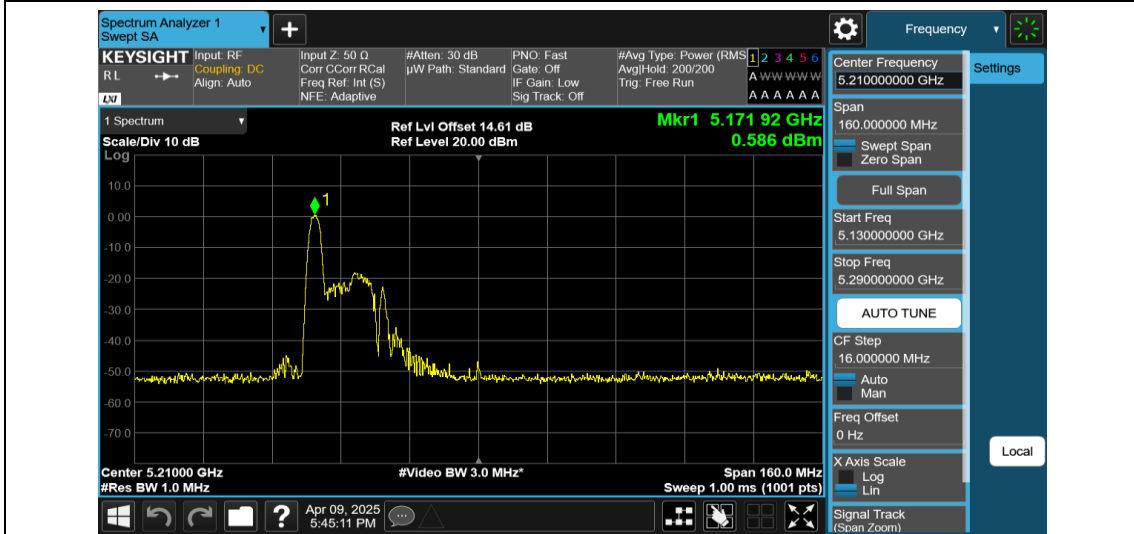 Spectrum Analyzer 1
Swept SA
+
Frequency
KEYSIGHT
RL
LXI
Input: RF
Coupling: DC
Align: Auto
Input Z: 50 Ω
Corr CCorr RCal
Freq Ref: Int (S)
NFE: Adaptive
#Atten: 30 dB
µW Path: Standard
PNO: Fast
Gate: Off
IF Gain: Low
Sig Track: Off
#Avg Type: Power (RMS
Avg|Hold: 200/200
Trig: Free Run
1 2 3 4 5 6
A W W W W W
A A A A A A
1 Spectrum
Scale/Div 10 dB
Log
Ref Lvl Offset 14.61 dB
Ref Level 20.00 dBm
Mkr1 5.171 92 GHz
0.586 dBm
1
10.0
0.00
-10.0
-20.0
-30.0
-40.0
-50.0
-60.0
-70.0
Center 5.21000 GHz
#Res BW 1.0 MHz
#Video BW 3.0 MHz*
Span 160.0 MHz
Sweep 1.00 ms (1001 pts)
?
Apr 09, 2025
5:45:11 PM
Center Frequency
5.210000000 GHz
Span
160.000000 MHz
Swept Span
Zero Span
Full Span
Start Freq
5.130000000 GHz
Stop Freq
5.290000000 GHz
AUTO TUNE
CF Step
16.000000 MHz
Auto
Man
Freq Offset
0 Hz
X Axis Scale
Log
Lin
Signal Track
(Span Zoom)
Settings
Local